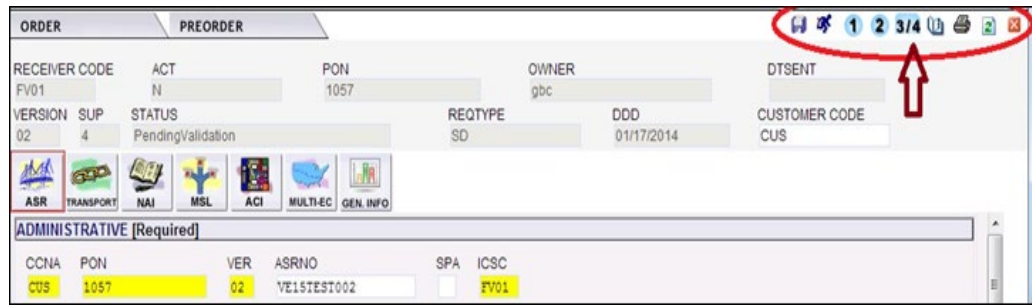 ORDER PREORDER 1 2 3/4
RECEIVER CODE ACT PON OWNER DTSENT
FV01 N 1057 gbc
VERSION SUP STATUS REQTYPE DDD CUSTOMER CODE
02 4 PendingValidation SD 01/17/2014 CUS
ASR TRANSPORT NAI MSL ACI MULTI-EC GEN. INFO
ADMINISTRATIVE [Required]
CCNA PON VER ASRNO SPA ICSC
CUS 1057 02 VE15TEST002 FV01